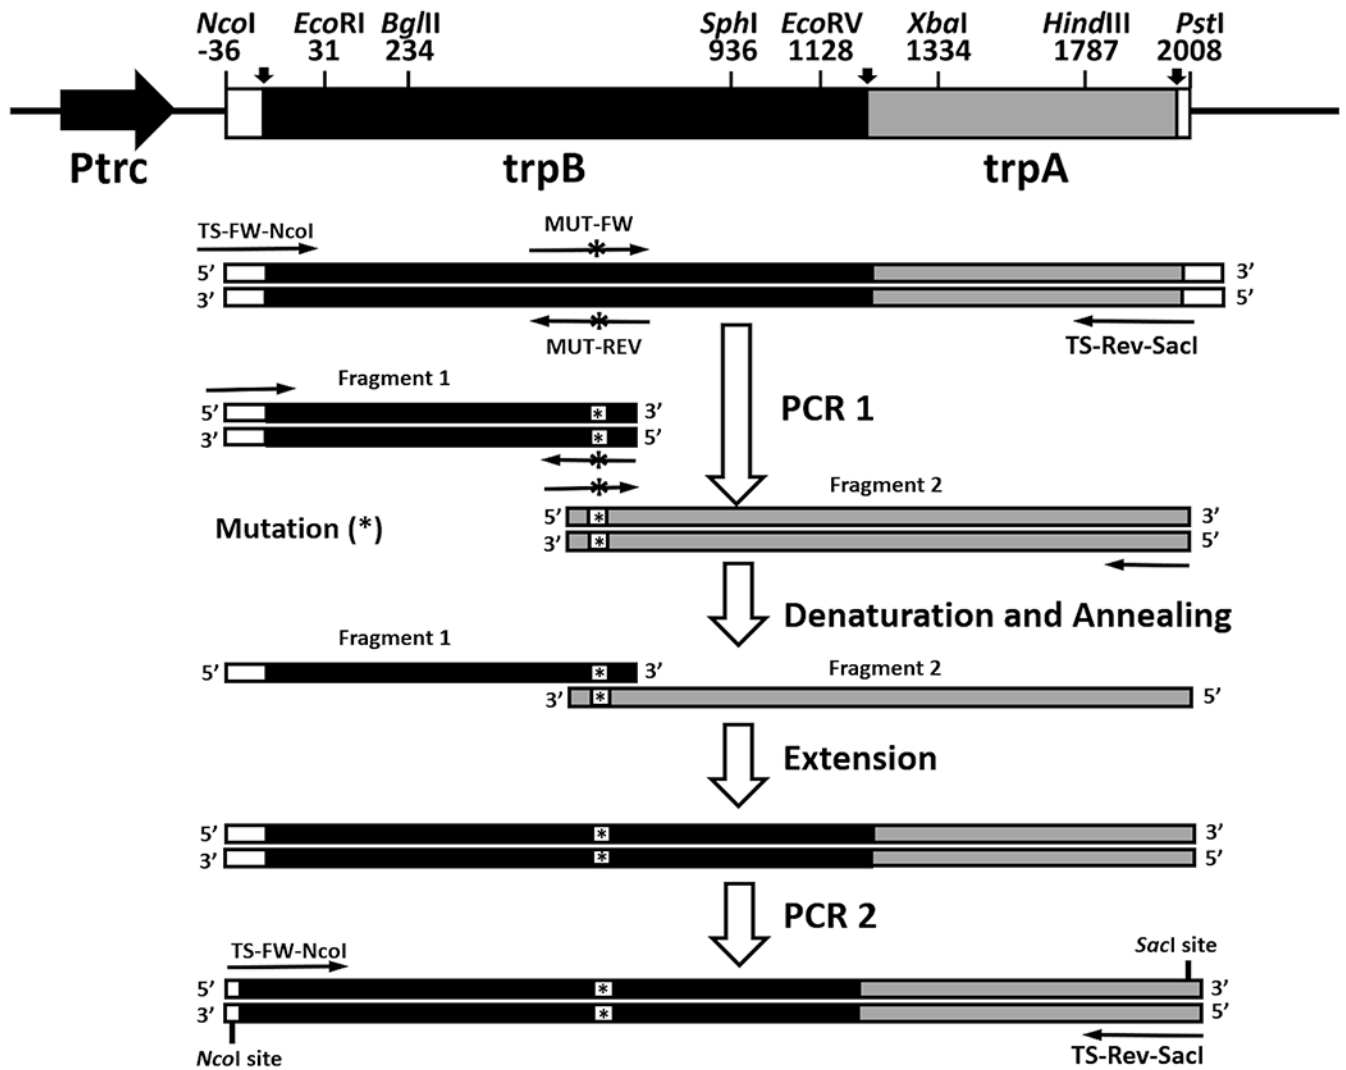 NcoI EcoRI BglII SphI EcoRV XbaI HindIII PstI
-36 31 234 936 1128 1334 1787 2008
Ptrc trpB trpA
TS-FW-NcoI MUT-FW
*
5’ 3’
3’ 5’
*
MUT-REV TS-Rev-SacI
Fragment 1
PCR 1
5’ * 3’
3’ * 5’
*
* Fragment 2
Mutation (*)
5’ * 3’
3’ * 5’
Denaturation and Annealing
Fragment 1
Fragment 2
5’ * 3’
3’ * 5’
Extension
5’ * 3’
3’ * 5’
PCR 2
TS-FW-NcoI SacI site
5’ * 3’
3’ * 5’
NcoI site TS-Rev-SacI